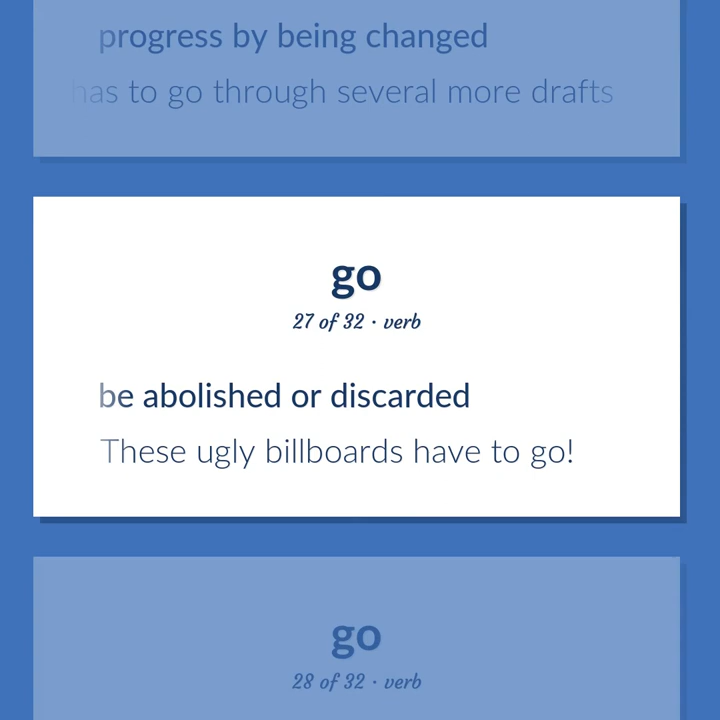 progress by being changed
has to go through several more drafts
go
27 of 32 · verb
be abolished or discarded
These ugly billboards have to go!
go
28 of 32 · verb